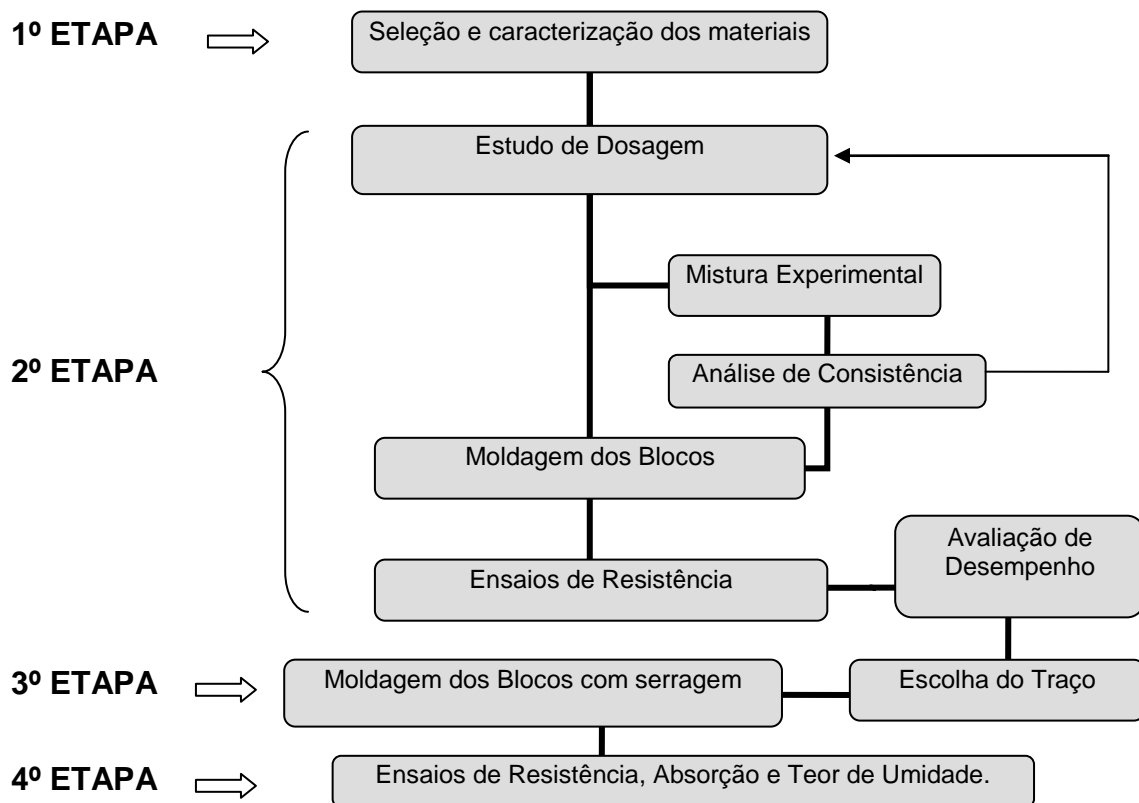 1º ETAPA
Seleção e caracterização dos materiais
Estudo de Dosagem
Mistura Experimental
2º ETAPA
Análise de Consistência
Moldagem dos Blocos
Ensaios de Resistência
Avaliação de
Desempenho
3º ETAPA
Moldagem dos Blocos com serragem
Escolha do Traço
4º ETAPA
Ensaios de Resistência, Absorção e Teor de Umidade.